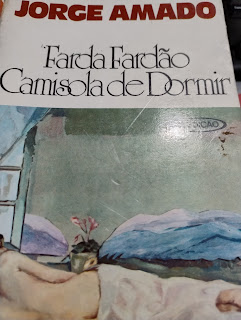 JORGE AMADO
Farda Fardão
Camisola de Dormir